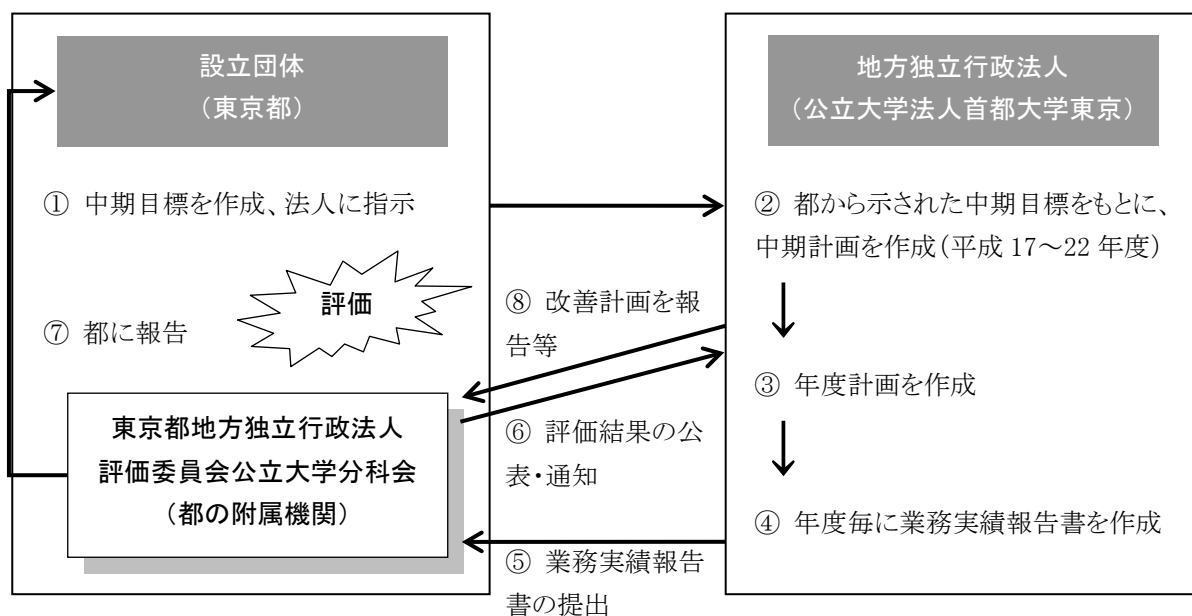 設立団体
（東京都）
地方独立行政法人
（公立大学法人首都大学東京）
① 中期目標を作成、法人に指示
② 都から示された中期目標をもとに、
中期計画を作成（平成 17～22 年度）
評価
⑦ 都に報告
⑧ 改善計画を報
告等
③ 年度計画を作成
東京都地方独立行政法人
評価委員会公立大学分科会
（都の附属機関）
⑥ 評価結果の公
表・通知
④ 年度毎に業務実績報告書を作成
⑤ 業務実績報告
書の提出